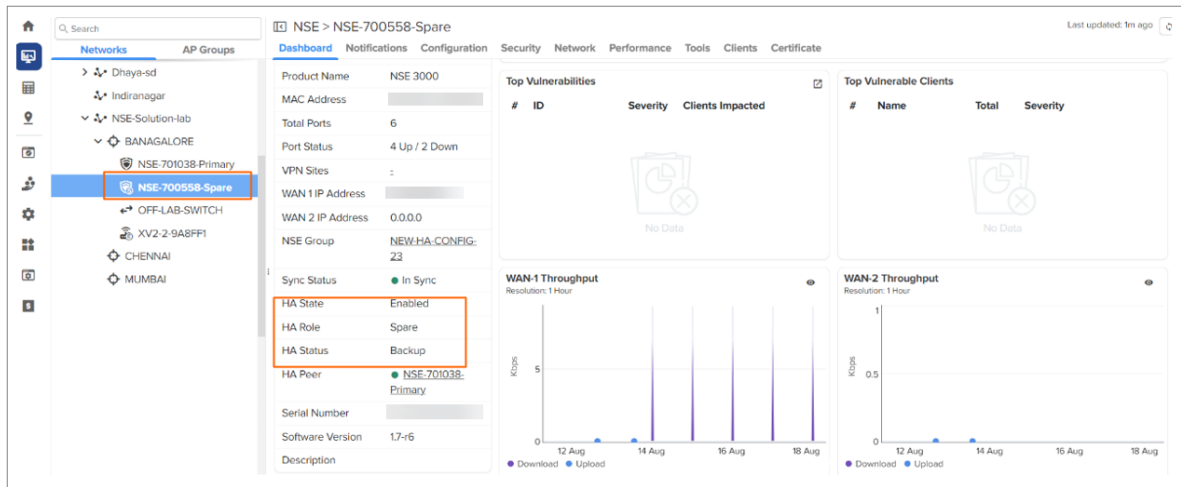 Search
Networks AP Groups
Dhaya-sd
Indiranagar
NSE-Solution-lab
BANAGALORE
NSE-701038-Primary
NSE-700558-Spare
OFF-LAB-SWITCH
XV2-2-9A8FF1
CHENNAI
MUMBAI
NSE > NSE-700558-Spare
Last updated: 1m ago
Dashboard Notifications Configuration Security Network Performance Tools Clients Certificate
Product Name NSE 3000
MAC Address
Total Ports 6
Port Status 4 Up / 2 Down
VPN Sites -
WAN 1 IP Address
WAN 2 IP Address 0.0.0.0
NSE Group NEW-HA-CONFIG-
23
Sync Status In Sync
HA State Enabled
HA Role Spare
HA Status Backup
HA Peer NSE-701038-
Primary
Serial Number
Software Version 1.7-r6
Description
Top Vulnerabilities
# ID Severity Clients Impacted
No Data
Top Vulnerable Clients
# Name Total Severity
No Data
WAN-1 Throughput
Resolution: 1 Hour
Kbps
5
0
12 Aug 14 Aug 16 Aug 18 Aug
Download Upload
WAN-2 Throughput
Resolution: 1 Hour
Kbps
1
0.5
0
12 Aug 14 Aug 16 Aug 18 Aug
Download Upload